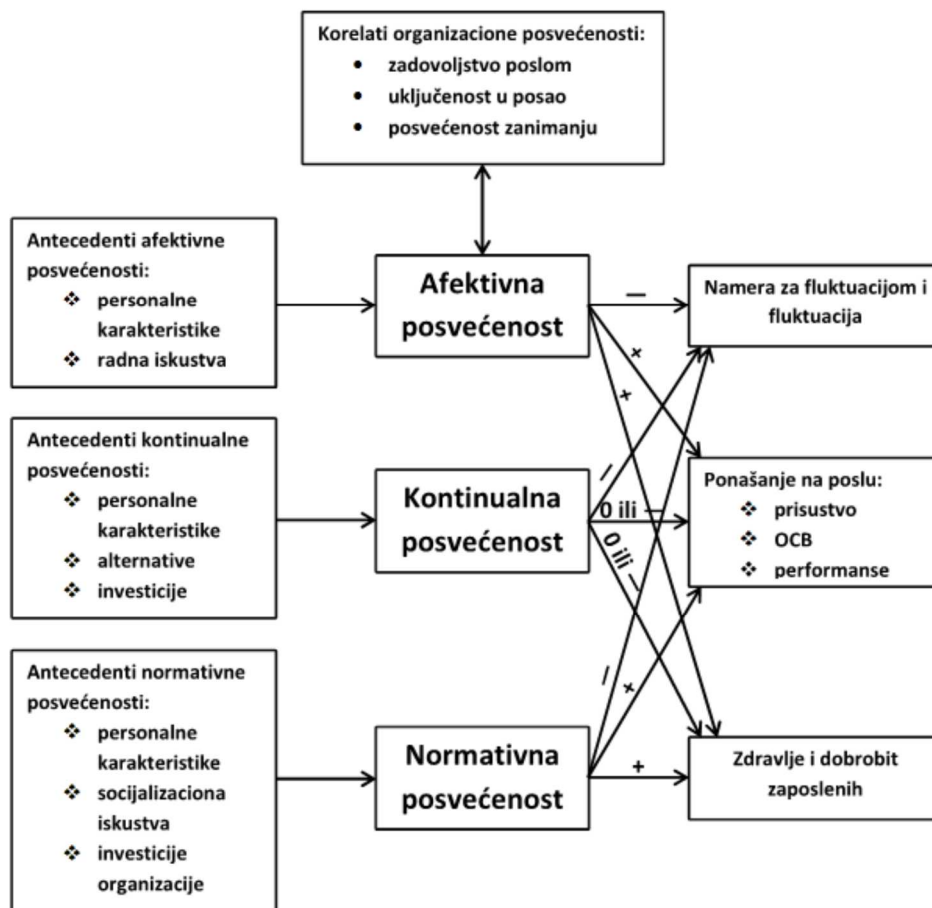 Korelati organizacione posvećenosti:
• zadovoljstvo poslom
• uključenost u posao
• posvećenost zanimanju
Antecedenti afektivne
posvećenosti:
❖ personalne
karakteristike
❖ radna iskustva
Afektivna
posvećenost
—
+
+
Namera za fluktuacijom i
fluktuacija
Antecedenti kontinualne
posvećenosti:
❖ personalne
karakteristike
❖ alternative
❖ investicije
Kontinualna
posvećenost
—
0 ili —
0 ili —
Ponašanje na poslu:
❖ prisustvo
❖ OCB
❖ performanse
Antecedenti normativne
posvećenosti:
❖ personalne
karakteristike
❖ socijalizaciona
iskustva
❖ investicije
organizacije
Normativna
posvećenost
—
+
+
Zdravlje i dobrobit
zaposlenih